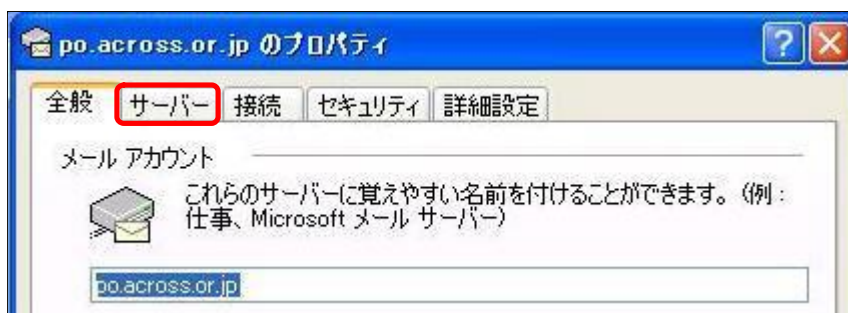 po.across.or.jp のプロパティ
全般 サーバー 接続 セキュリティ 詳細設定
メール アカウント
これらのサーバーに覚えやすい名前を付けることができます。(例:
仕事、Microsoft メール サーバー)
po.across.or.jp